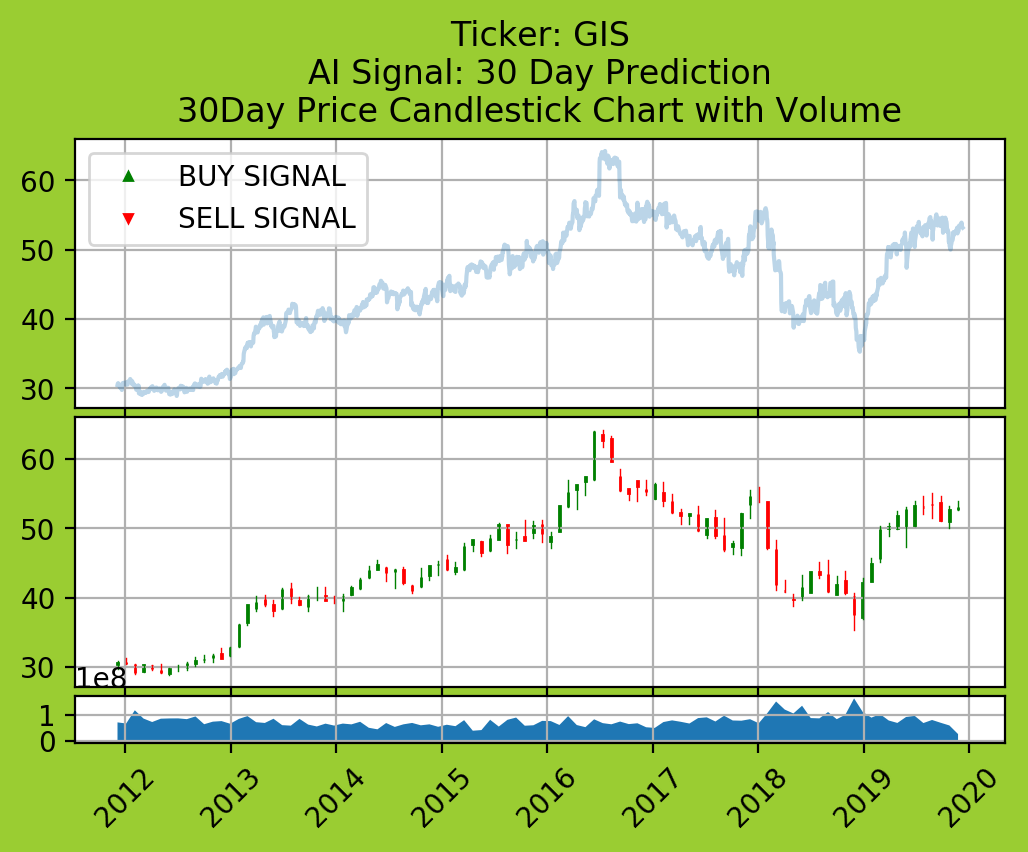 Ticker: GIS
AI Signal: 30 Day Prediction
30Day Price Candlestick Chart with Volume
BUY SIGNAL
SELL SIGNAL
60
50
40
30
60
50
40
30
1e8
1
0
2012 2013 2014 2015 2016 2017 2018 2019 2020